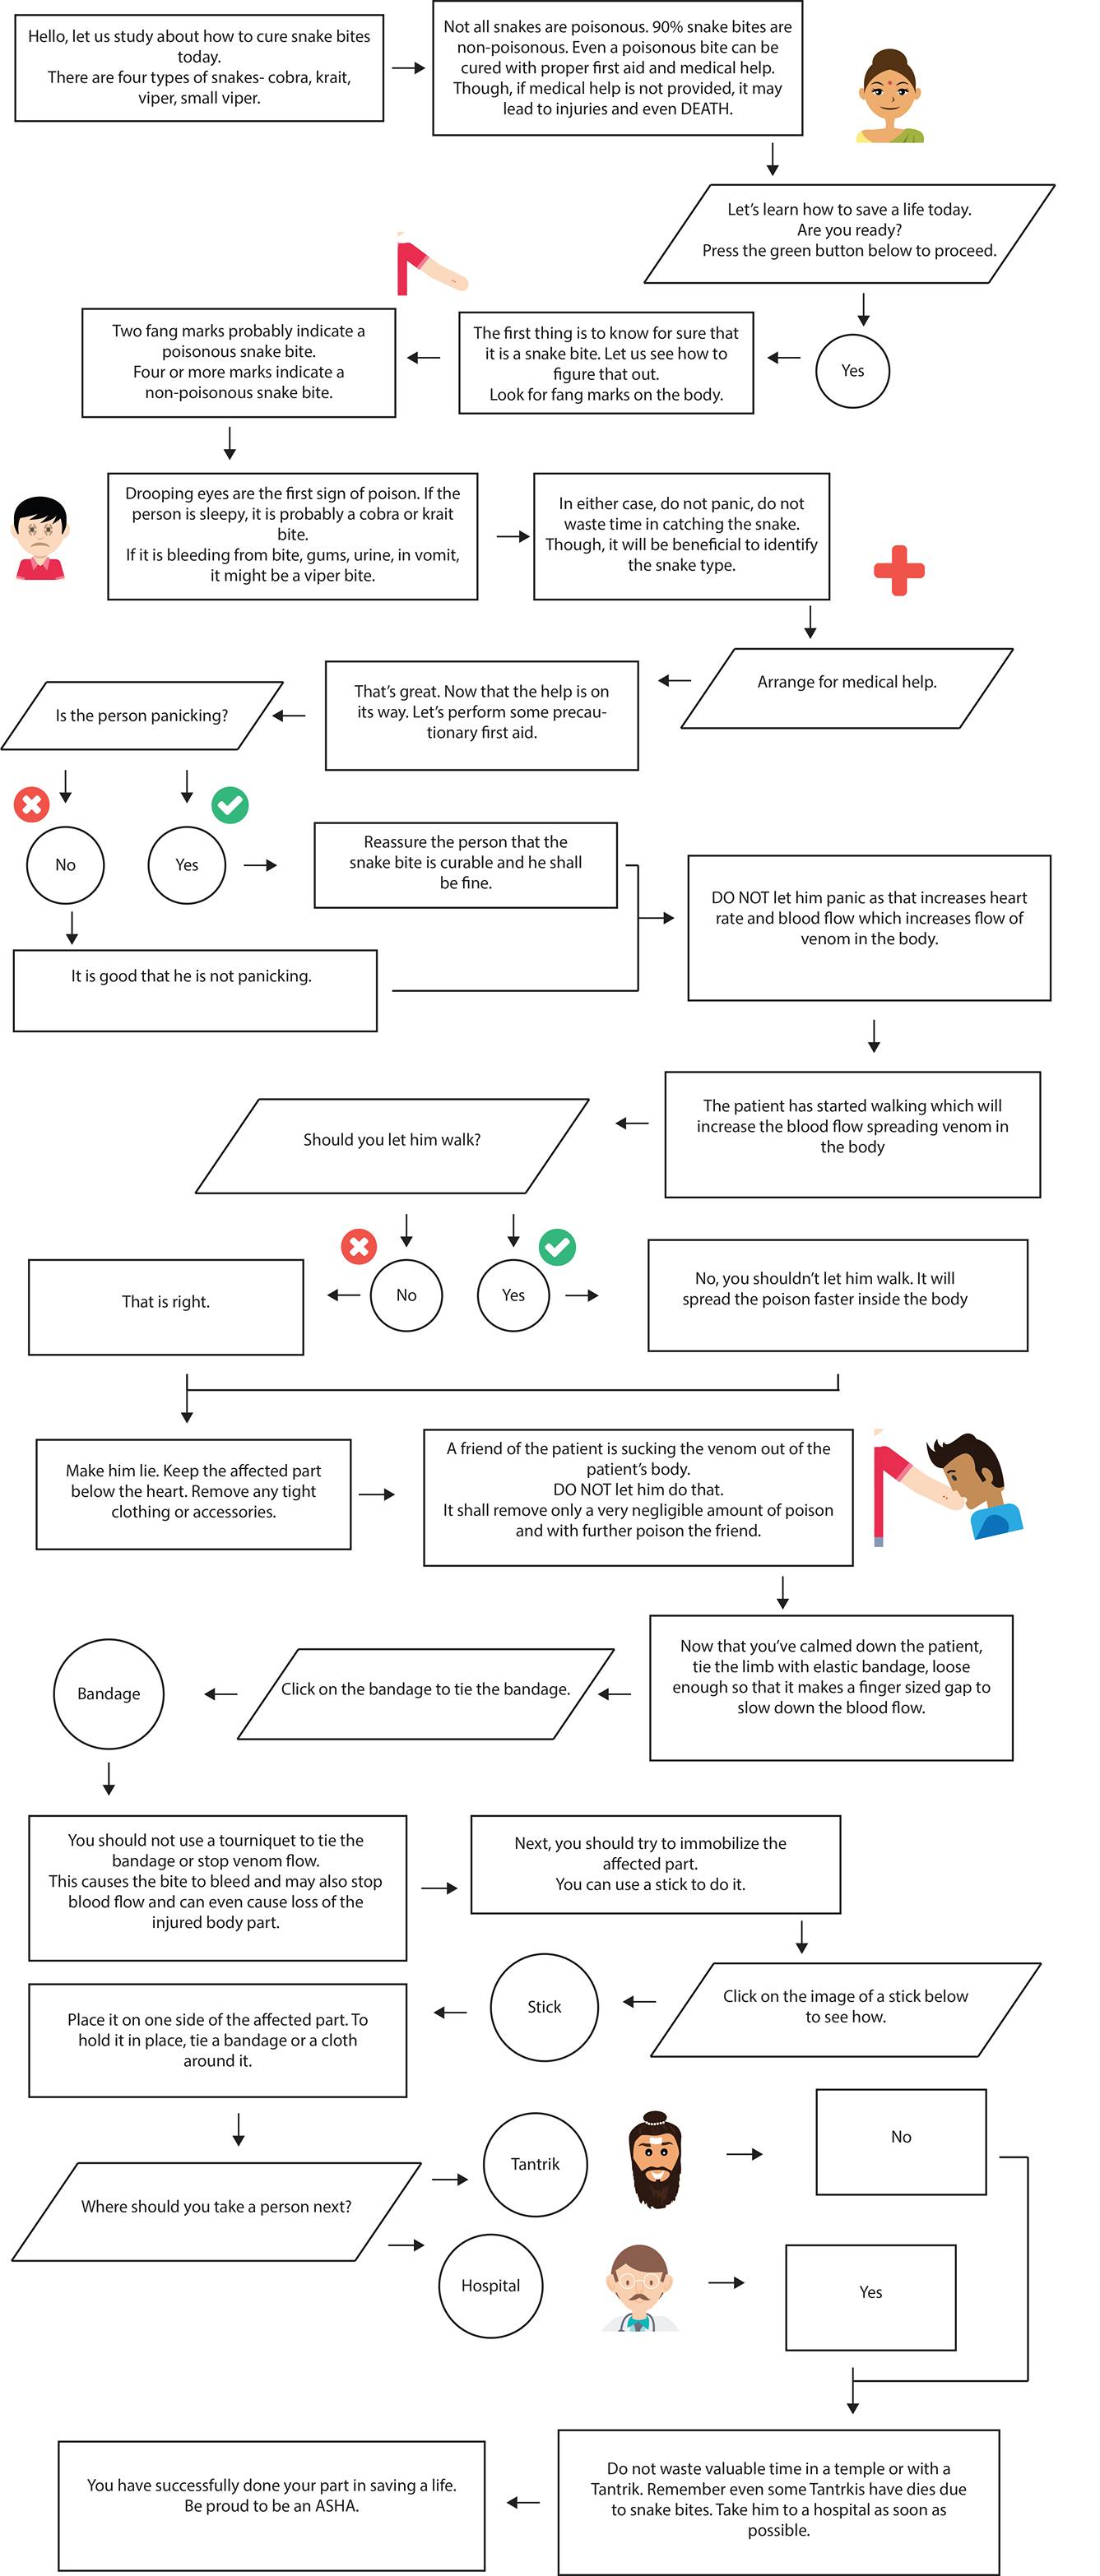 Hello, let us study about how to cure snake bites
today.
There are four types of snakes- cobra, krait,
viper, small viper.
Not all snakes are poisonous. 90% snake bites are
non-poisonous. Even a poisonous bite can be
cured with proper first aid and medical help.
Though, if medical help is not provided, it may
lead to injuries and even DEATH.
Let's learn how to save a life today.
Are you ready?
Press the green button below to proceed.
Yes
The first thing is to know for sure that
it is a snake bite. Let us see how to
figure that out.
Look for fang marks on the body.
Two fang marks probably indicate a
poisonous snake bite.
Four or more marks indicate a
non-poisonous snake bite.
Drooping eyes are the first sign of poison. If the
person is sleepy, it is probably a cobra or krait
bite.
If it is bleeding from bite, gums, urine, in vomit,
it might be a viper bite.
In either case, do not panic, do not
waste time in catching the snake.
Though, it will be beneficial to identify
the snake type.
Arrange for medical help.
That's great. Now that the help is on
its way. Let's perform some precau-
tionary first aid.
Is the person panicking?
No
Yes
Reassure the person that the
snake bite is curable and he shall
be fine.
It is good that he is not panicking.
DO NOT let him panic as that increases heart
rate and blood flow which increases flow of
venom in the body.
The patient has started walking which will
increase the blood flow spreading venom in
the body
Should you let him walk?
No
Yes
That is right.
No, you shouldn't let him walk. It will
spread the poison faster inside the body
Make him lie. Keep the affected part
below the heart. Remove any tight
clothing or accessories.
A friend of the patient is sucking the venom out of the
patient's body.
DO NOT let him do that.
It shall remove only a very negligible amount of poison
and with further poison the friend.
Now that you've calmed down the patient,
tie the limb with elastic bandage, loose
enough so that it makes a finger sized gap to
slow down the blood flow.
Click on the bandage to tie the bandage.
Bandage
You should not use a tourniquet to tie the
bandage or stop venom flow.
This causes the bite to bleed and may also stop
blood flow and can even cause loss of the
injured body part.
Next, you should try to immobilize the
affected part.
You can use a stick to do it.
Click on the image of a stick below
to see how.
Stick
Place it on one side of the affected part. To
hold it in place, tie a bandage or a cloth
around it.
Where should you take a person next?
Tantrik
No
Hospital
Yes
Do not waste valuable time in a temple or with a
Tantrik. Remember even some Tantrkis have dies due
to snake bites. Take him to a hospital as soon as
possible.
You have successfully done your part in saving a life.
Be proud to be an ASHA.